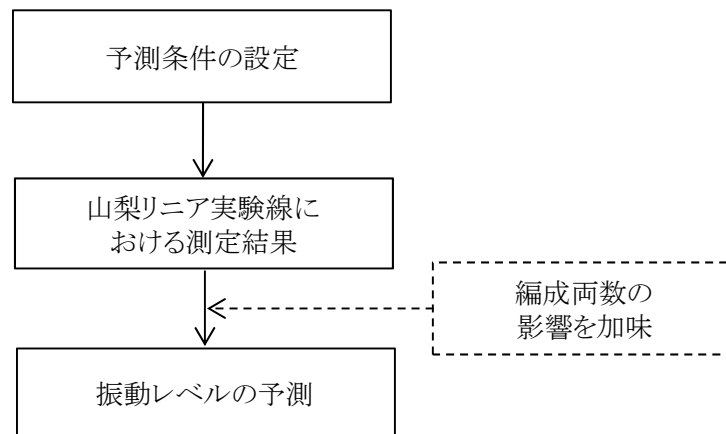 予測条件の設定
山梨リニア実験線に
おける測定結果
編成両数の
影響を加味
振動レベルの予測